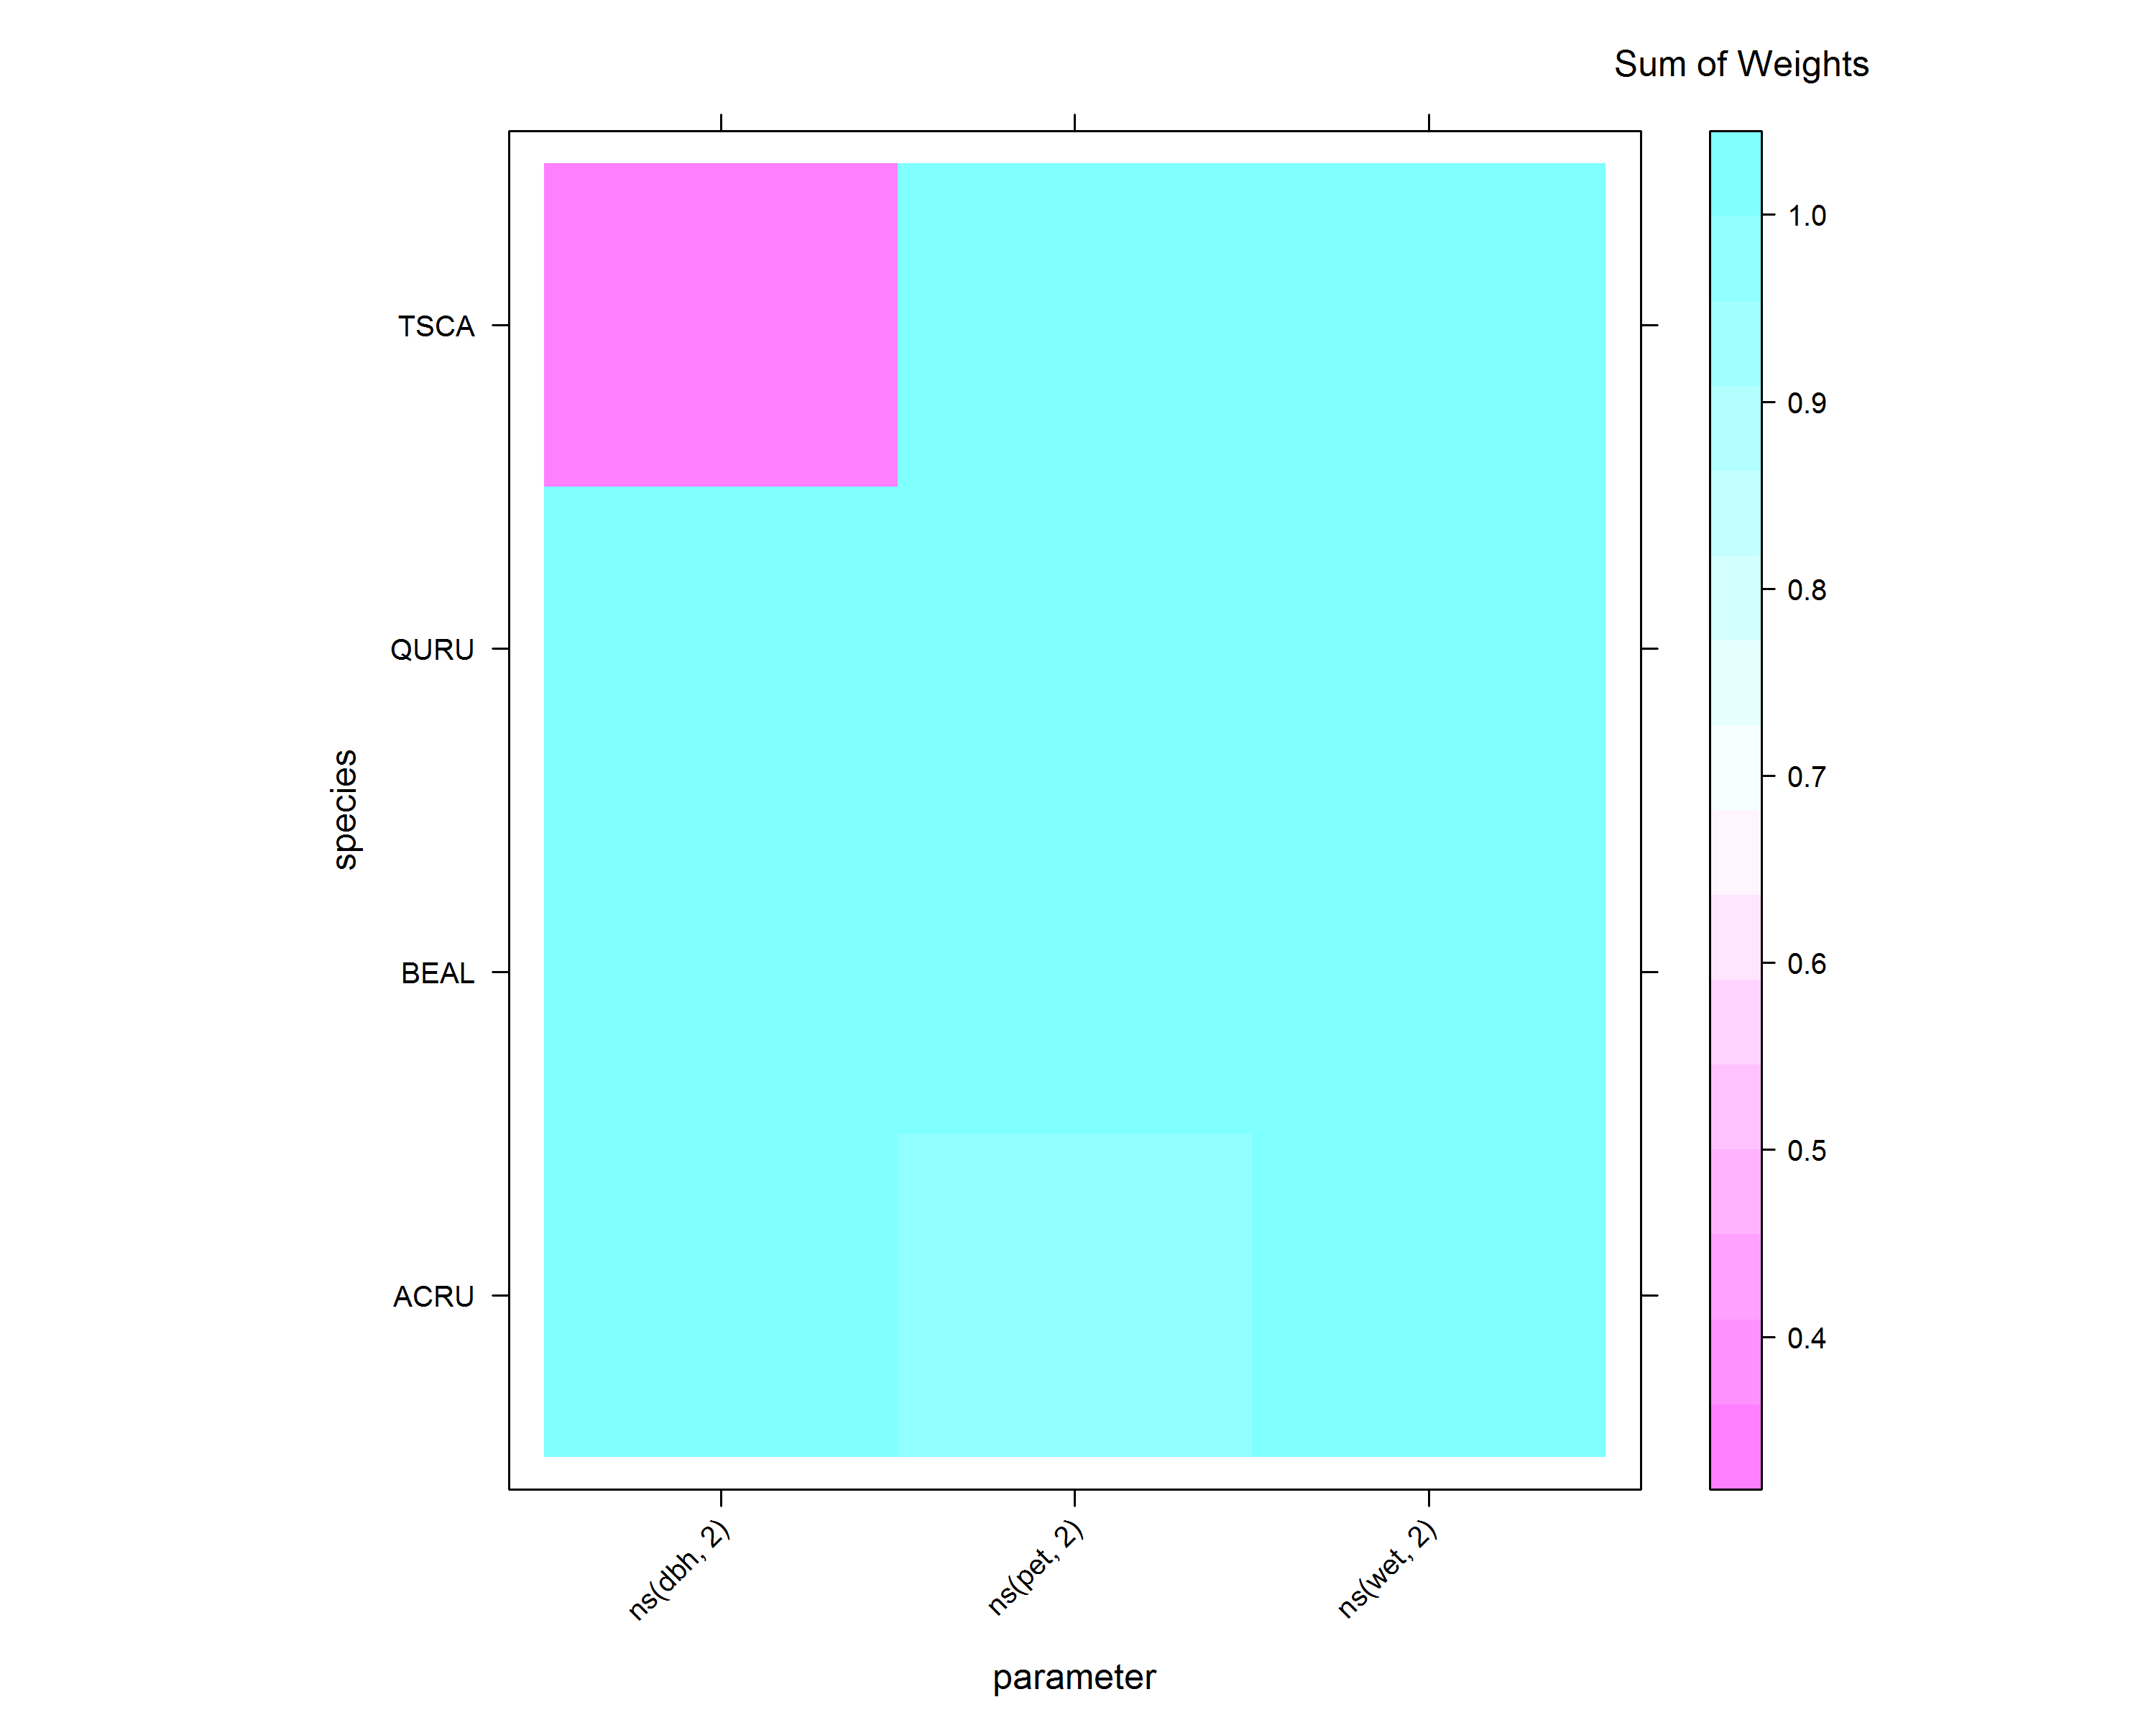 Sum of Weights
1.0
0.9
0.8
0.7
0.6
0.5
0.4
TSCA
QURU
BEAL
ACRU
species
ns(dbh, 2)
ns(pet, 2)
ns(wet, 2)
parameter